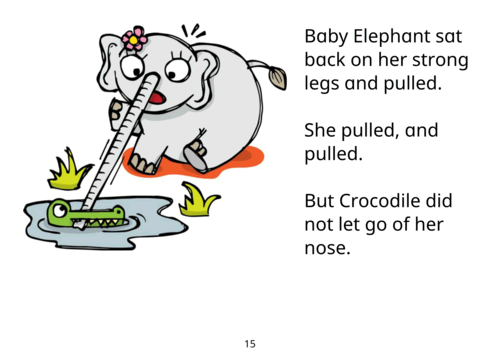 Baby Elephant sat
back on her strong
legs and pulled.
She pulled, and
pulled.
But Crocodile did
not let go of her
nose.
15